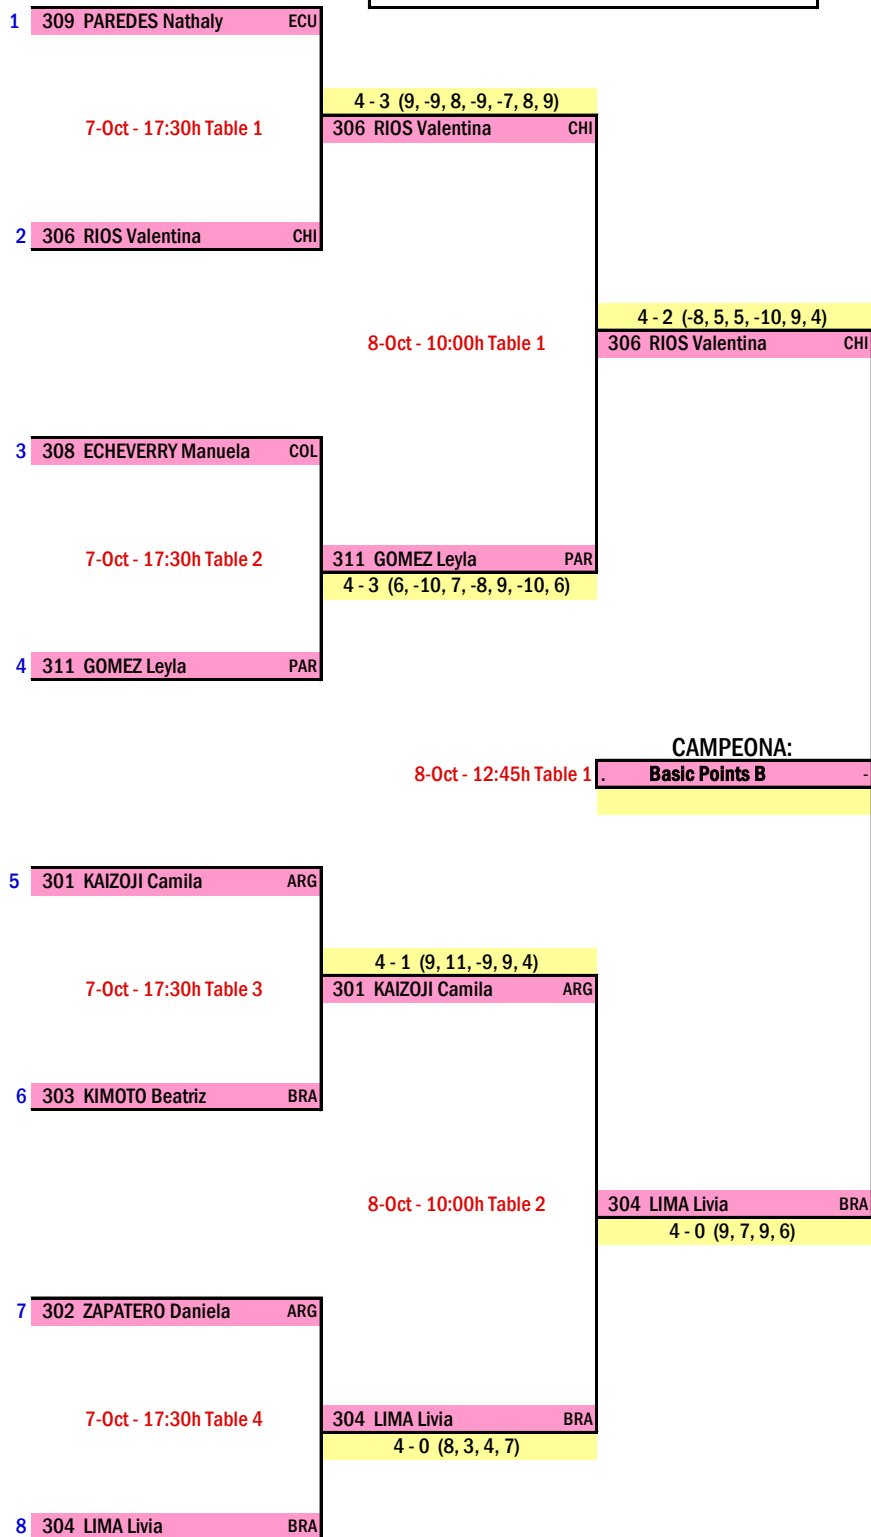 1 309 PAREDES Nathaly ECU
4 - 3 (9, -9, 8, -9, -7, 8, 9)
7-Oct - 17:30h Table 1
306 RIOS Valentina CHI
2 306 RIOS Valentina CHI
4 - 2 (-8, 5, 5, -10, 9, 4)
8-Oct - 10:00h Table 1
306 RIOS Valentina CHI
3 308 ECHEVERRY Manuela COL
7-Oct - 17:30h Table 2
311 GOMEZ Leyla PAR
4 - 3 (6, -10, 7, -8, 9, -10, 6)
4 311 GOMEZ Leyla PAR
CAMPEONA:
8-Oct - 12:45h Table 1
. Basic Points B -
5 301 KAIZOJI Camila ARG
4 - 1 (9, 11, -9, 9, 4)
7-Oct - 17:30h Table 3
301 KAIZOJI Camila ARG
6 303 KIMOTO Beatriz BRA
8-Oct - 10:00h Table 2
304 LIMA Livia BRA
4 - 0 (9, 7, 9, 6)
7 302 ZAPATERO Daniela ARG
7-Oct - 17:30h Table 4
304 LIMA Livia BRA
4 - 0 (8, 3, 4, 7)
8 304 LIMA Livia BRA